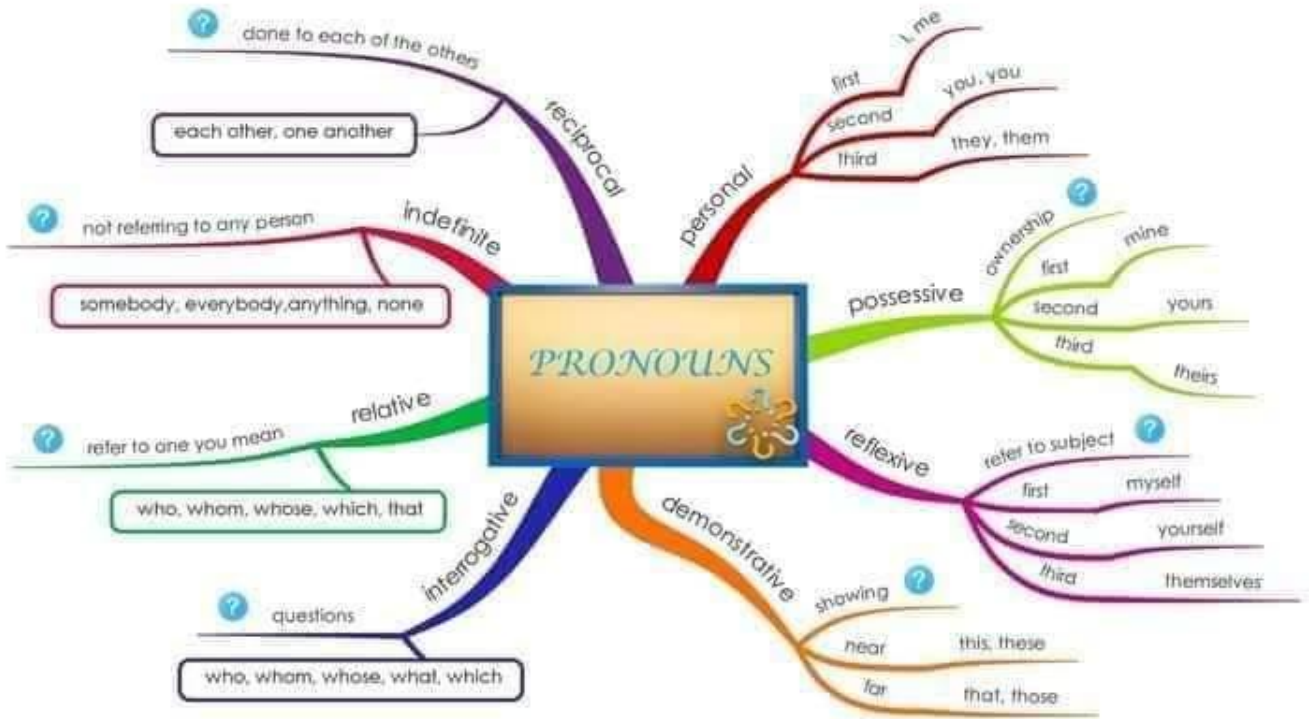 PRONOUNS
personal
first
I, me
second
you, you
third
they, them
possessive
ownership
?
first
mine
second
yours
third
theirs
reflexive
refer to subject
?
first
myself
second
yourself
third
themselves
demonstrative
showing
?
near
this, these
far
that, those
interrogative
?
questions
who, whom, whose, what, which
relative
?
refer to one you mean
who, whom, whose, which, that
indefinite
?
not referring to any person
somebody, everybody,anything, none
reciprocal
?
done to each of the others
each other, one another